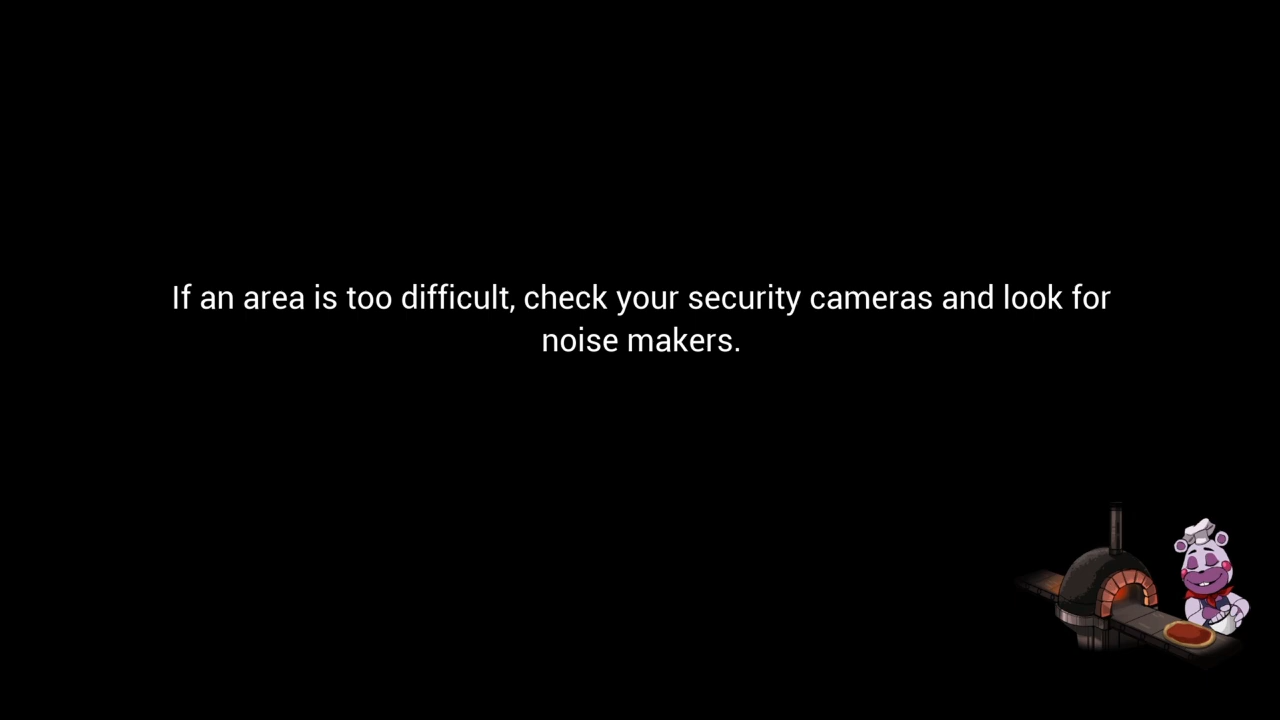 If an area is too difficult, check your security cameras and look for
noise makers.